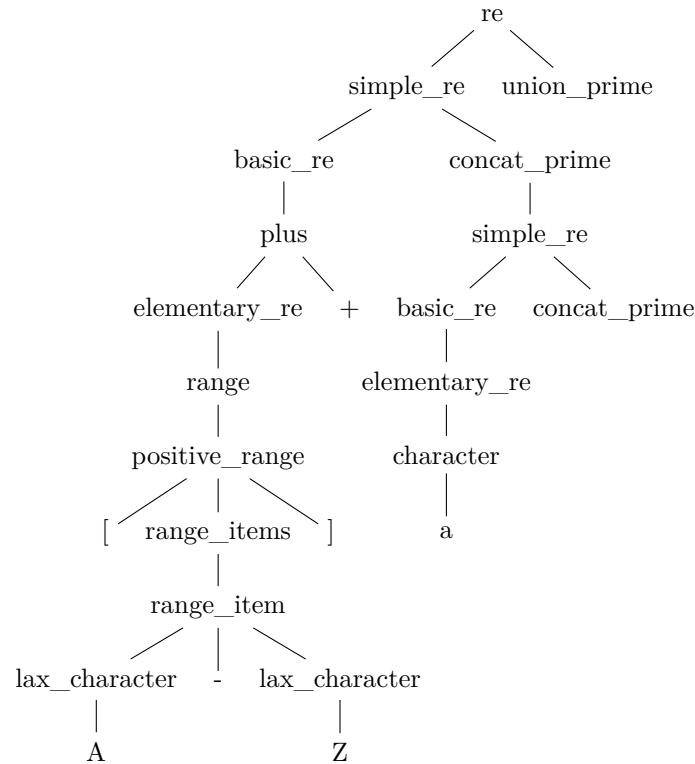 re
simple_re union_prime
basic_re concat_prime
plus simple_re
elementary_re + basic_re concat_prime
range elementary_re
positive_range character
[ range_items ] a
range_item
lax_character - lax_character
A Z